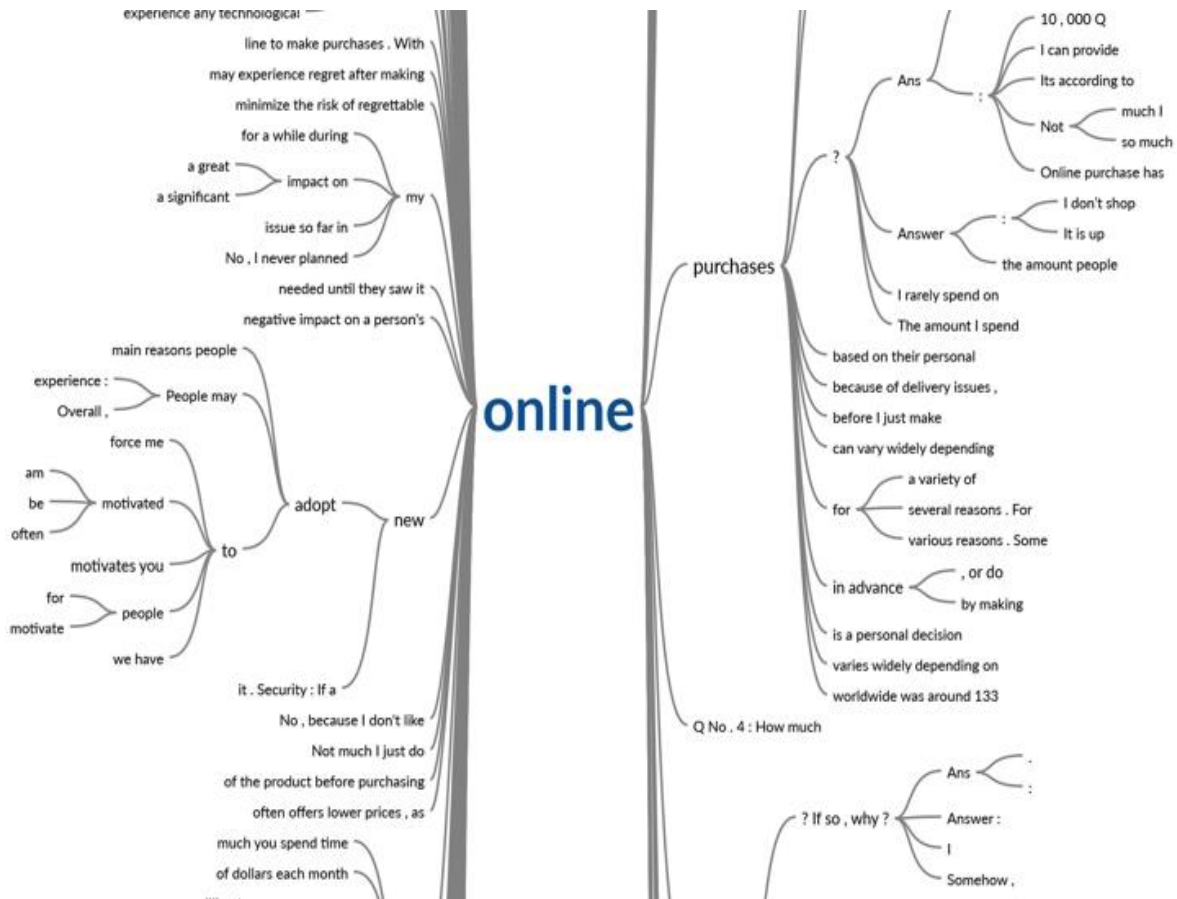 experience any technological
line to make purchases . With
may experience regret after making
minimize the risk of regrettable
for a while during
a great
a significant
impact on
issue so far in
No , I never planned
my
needed until they saw it
negative impact on a person's
main reasons people
experience :
Overall ,
People may
force me
am
be
often
motivated
motivates you
for
motivate
people
we have
to
adopt
it . Security : If a
new
No , because I don't like
Not much I just do
of the product before purchasing
often offers lower prices , as
much you spend time
of dollars each month
online
purchases
?
Ans
:
10 , 000 Q
I can provide
Its according to
Not
much I
so much
Online purchase has
Answer
:
I don't shop
It is up
the amount people
I rarely spend on
The amount I spend
based on their personal
because of delivery issues ,
before I just make
can vary widely depending
for
a variety of
several reasons . For
various reasons . Some
in advance
, or do
by making
is a personal decision
varies widely depending on
worldwide was around 133
Q No . 4 : How much
? If so , why ?
Ans
.
:
Answer :
I
Somehow ,